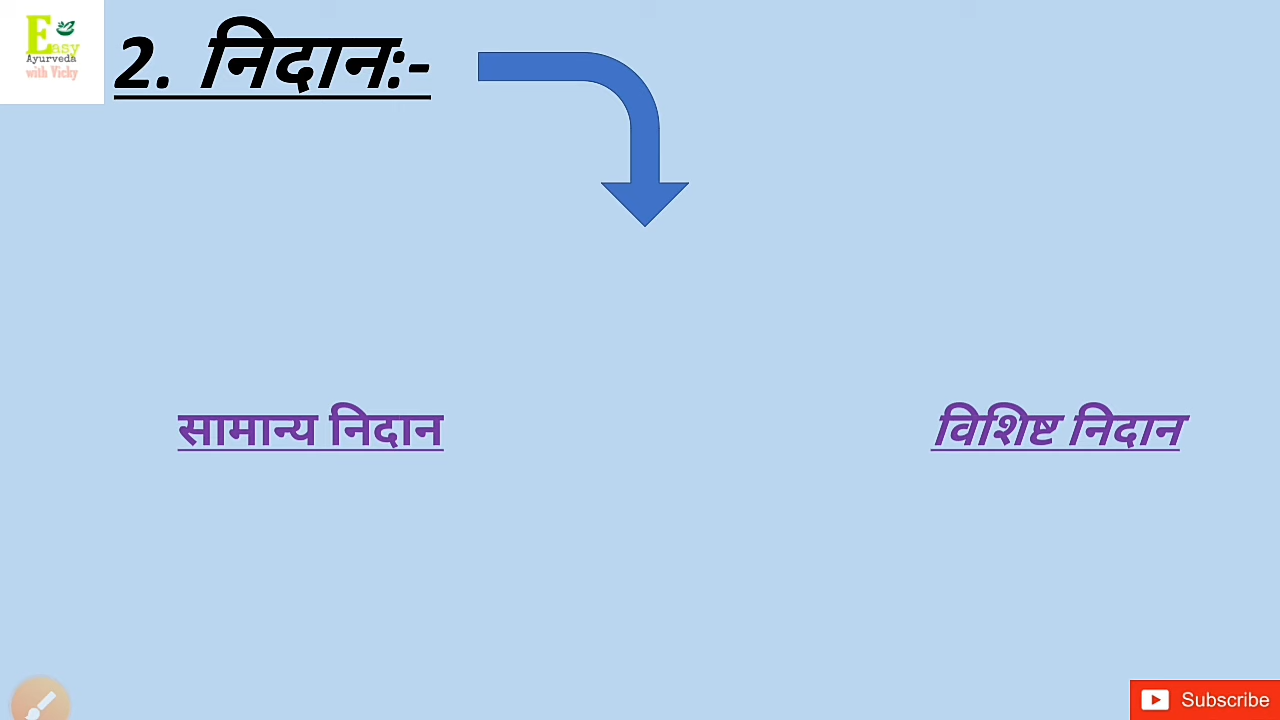 Easy
Ayurveda
with Vicky
2. निदानः-
सामान्य निदान
विशिष्ट निदान
Subscribe